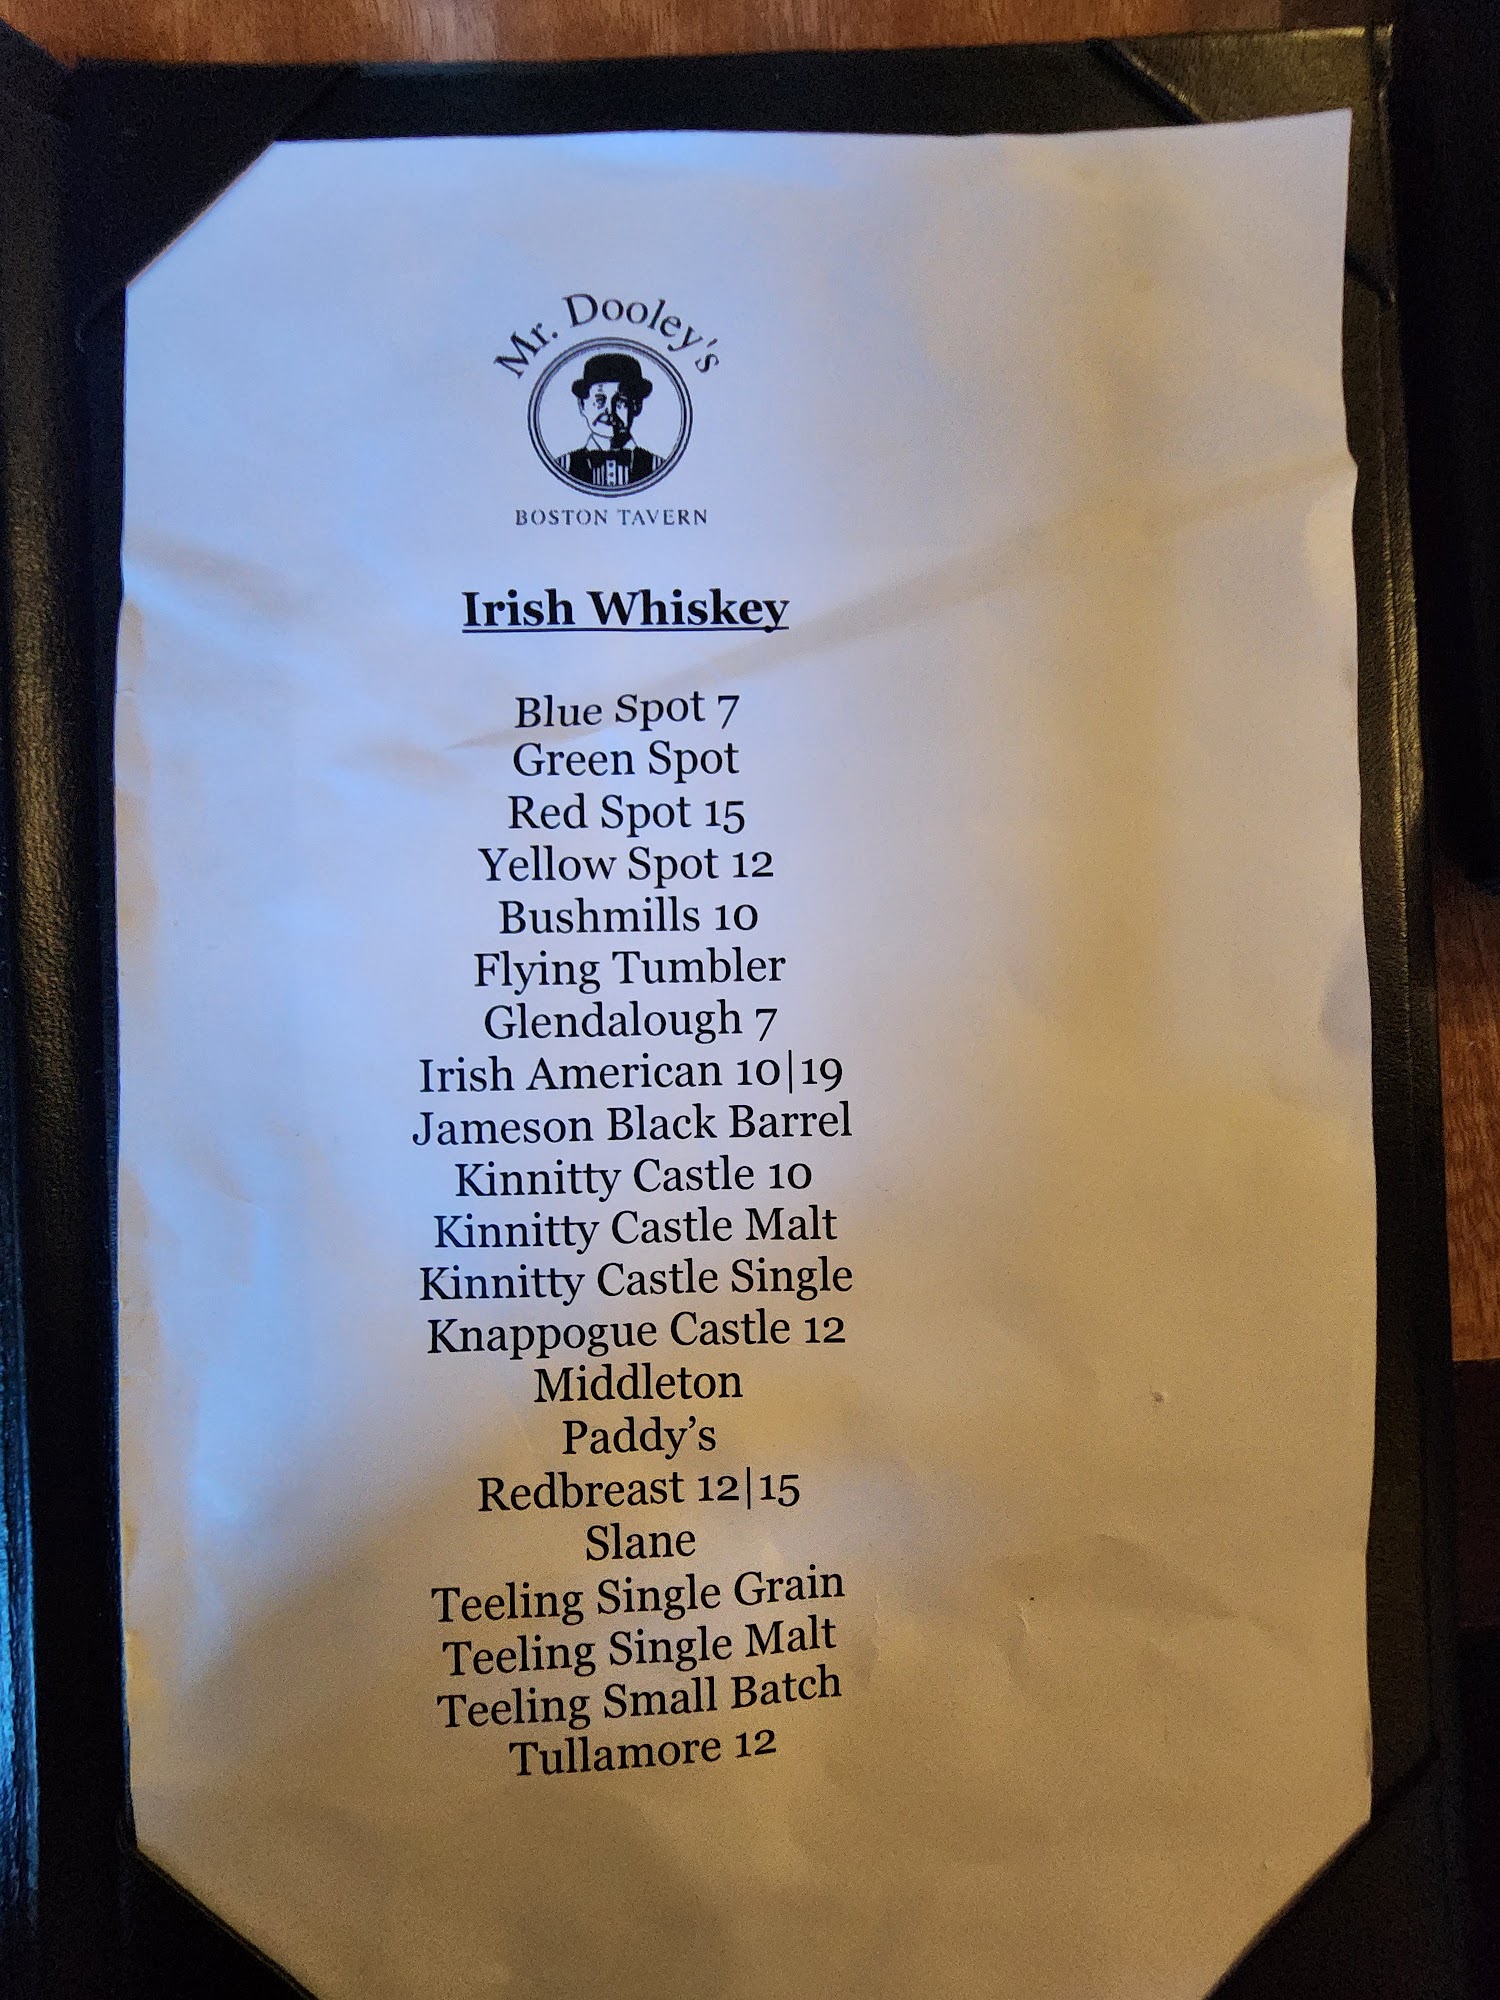 Mr. Dooley's
BOSTON TAVERN
Irish Whiskey
Blue Spot 7
Green Spot
Red Spot 15
Yellow Spot 12
Bushmills 10
Flying Tumbler
Glendalough 7
Irish American 10|19
Jameson Black Barrel
Kinnitty Castle 10
Kinnitty Castle Malt
Kinnitty Castle Single
Knappogue Castle 12
Middleton
Paddy’s
Redbreast 12|15
Slane
Teeling Single Grain
Teeling Single Malt
Teeling Small Batch
Tullamore 12